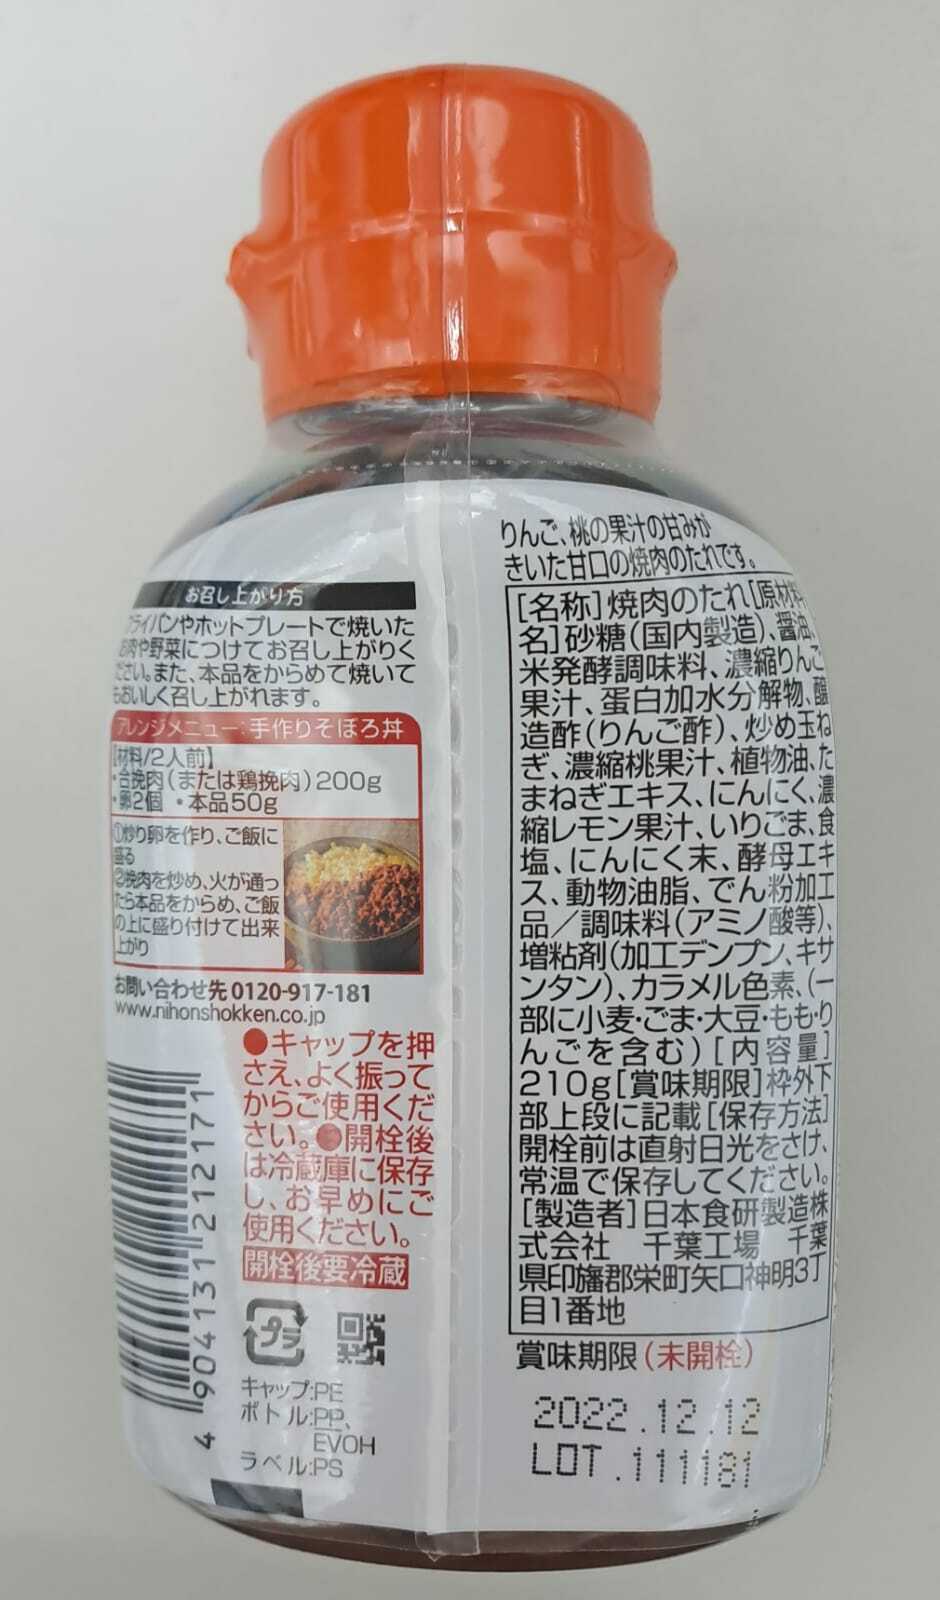 お召し上がり方
ライパンやホットプレートで焼いた
お肉や野菜につけてお召し上がりく
ださい。また、本品をからめて焼いて
もおいしく召し上がれます。
アレンジメニュー:手作りそぼろ丼
【材料/2人前】
・合挽肉(または鶏挽肉)200g
・卵2個 ・本品50g
①炒り卵を作り、ご飯に
盛る
②挽肉を炒め、火が通っ
たら本品をからめ、ご飯
の上に盛り付けて出来
上がり
お問い合わせ先 0120-917-181
www.nihonshokken.co.jp
●キャップを押
さえ、よく振って
からご使用くだ
さい。●開栓後
は冷蔵庫に保存
し、お早めにご
使用ください。
開栓後要冷蔵
プラ
キャップ:PE
ボトル:PP、
EVOH
ラベル:PS
4 904131 212171
りんご、桃の果汁の甘みが
きいた甘口の焼肉のたれです。
[名称]焼肉のたれ[原材料
名]砂糖(国内製造)、醤油、
米発酵調味料、濃縮りんご
果汁、蛋白加水分解物、醸
造酢(りんご酢)、炒め玉ね
ぎ、濃縮桃果汁、植物油、た
まねぎエキス、にんにく、濃
縮レモン果汁、いりごま、食
塩、にんにく末、酵母エキ
ス、動物油脂、でん粉加工
品／調味料(アミノ酸等)、
増粘剤(加工デンプン、キサ
ンタン)、カラメル色素、(一
部に小麦・ごま・大豆・もも・り
んごを含む)[内容量]
210g[賞味期限]枠外下
部上段に記載[保存方法]
開栓前は直射日光をさけ、
常温で保存してください。
[製造者]日本食研製造株
式会社 千葉工場 千葉
県印旛郡栄町矢口神明3丁
目1番地
賞味期限(未開栓)
2022.12.12
LOT.111181